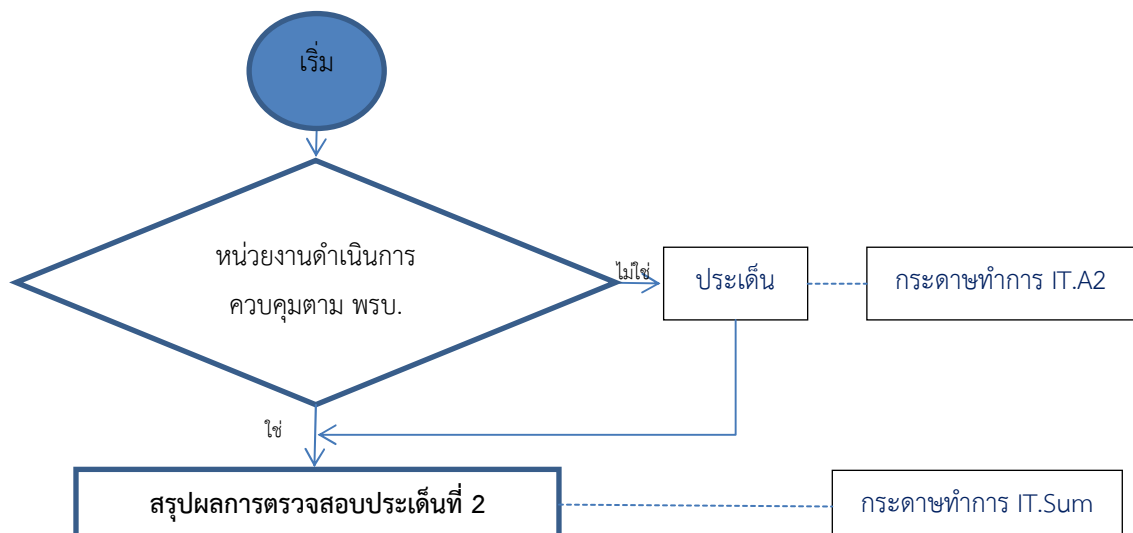 เริ่ม
หน่วยงานดำเนินการ
ควบคุมตาม พรบ.
ไม่ใช่
ประเด็น
กระดาษทำการ IT.A2
ใช่
สรุปผลการตรวจสอบประเด็นที่ 2
กระดาษทำการ IT.Sum